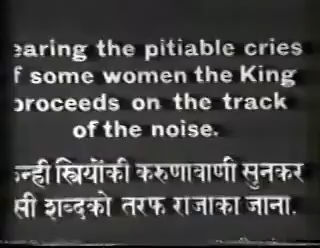 earing the pitiable cries
f some women the King
proceeds on the track
of the noise.
न्ही स्त्रियोंकी करुणावाणी सुनकर
सी शब्दको तरफ राजाका जाना.